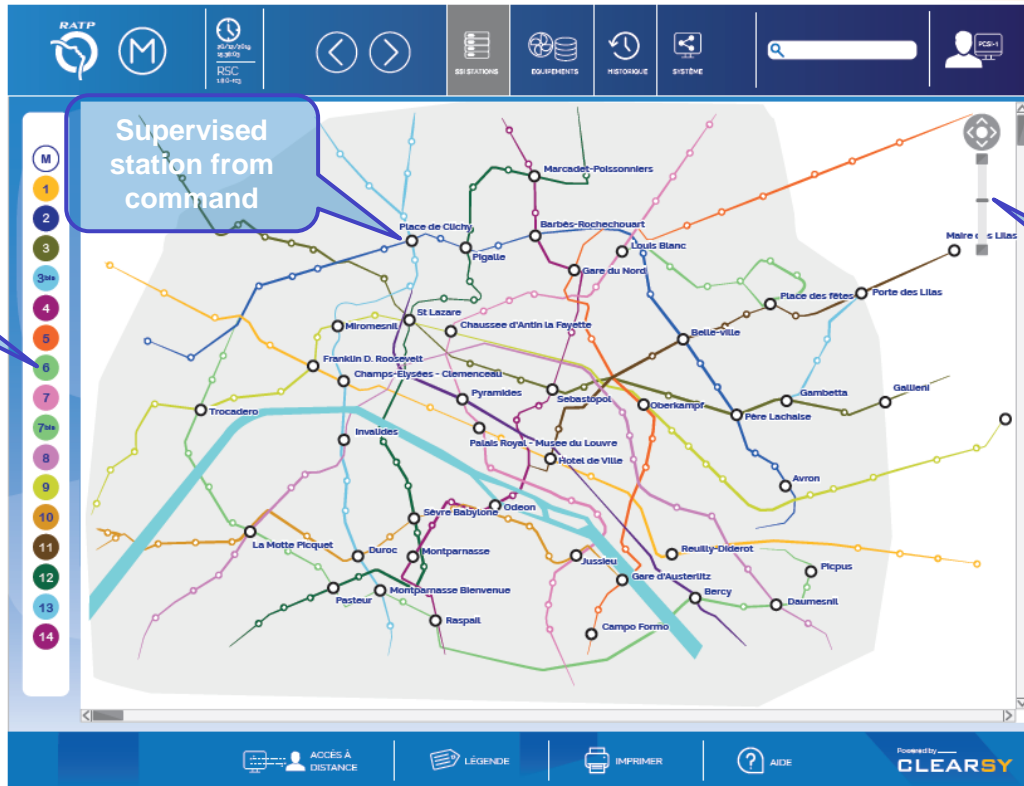 RATP
M
RSC
SSI STATIONS
EQUIPEMENTS
HISTORIQUE
SYSTÈME
PCSI-1
Supervised
station from
command
M
1
2
3
3bis
4
5
6
7
7bis
8
9
10
11
12
13
14
Marcadet-Poissonniers
Place de Clichy
Barbès-Rochechouart
Pigalle
Louis Blanc
Maire des Lilas
Gare du Nord
Place des fêtes
Porte des Lilas
St Lazare
Miromesnil
Chaussee d'Antin la Fayette
Belle-ville
Franklin D. Roosevelt
Champs-Elysées - Clemenceau
Pyramides
Sebastopol
Oberkampf
Gambetta
Gallieni
Trocadero
Père Lachaise
Invalides
Palais Royal - Musee du Louvre
Hotel de Ville
Avron
Odeon
Sèvre Babylone
La Motte Picquet
Duroc
Montparnasse
Jussieu
Reuilly-Diderot
Picpus
Gare d'Austerlitz
Pasteur
Montparnasse Bienvenue
Bercy
Daumesnil
Raspail
Campo Formo
ACCÈS À
DISTANCE
LÉGENDE
IMPRIMER
AIDE
Powered by
CLEARSY